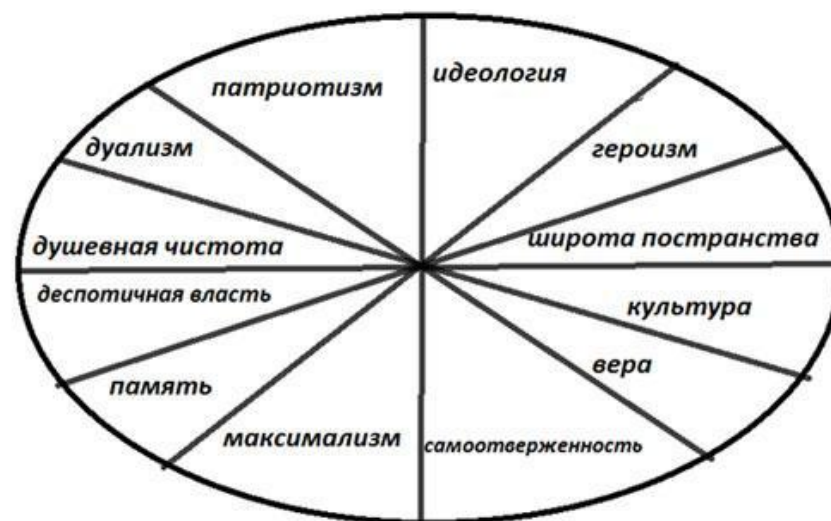 патриотизм
идеология
дуализм
героизм
душевная чистота
широта постранства
деспотичная власть
культура
память
вера
максимализм
самоотверженность